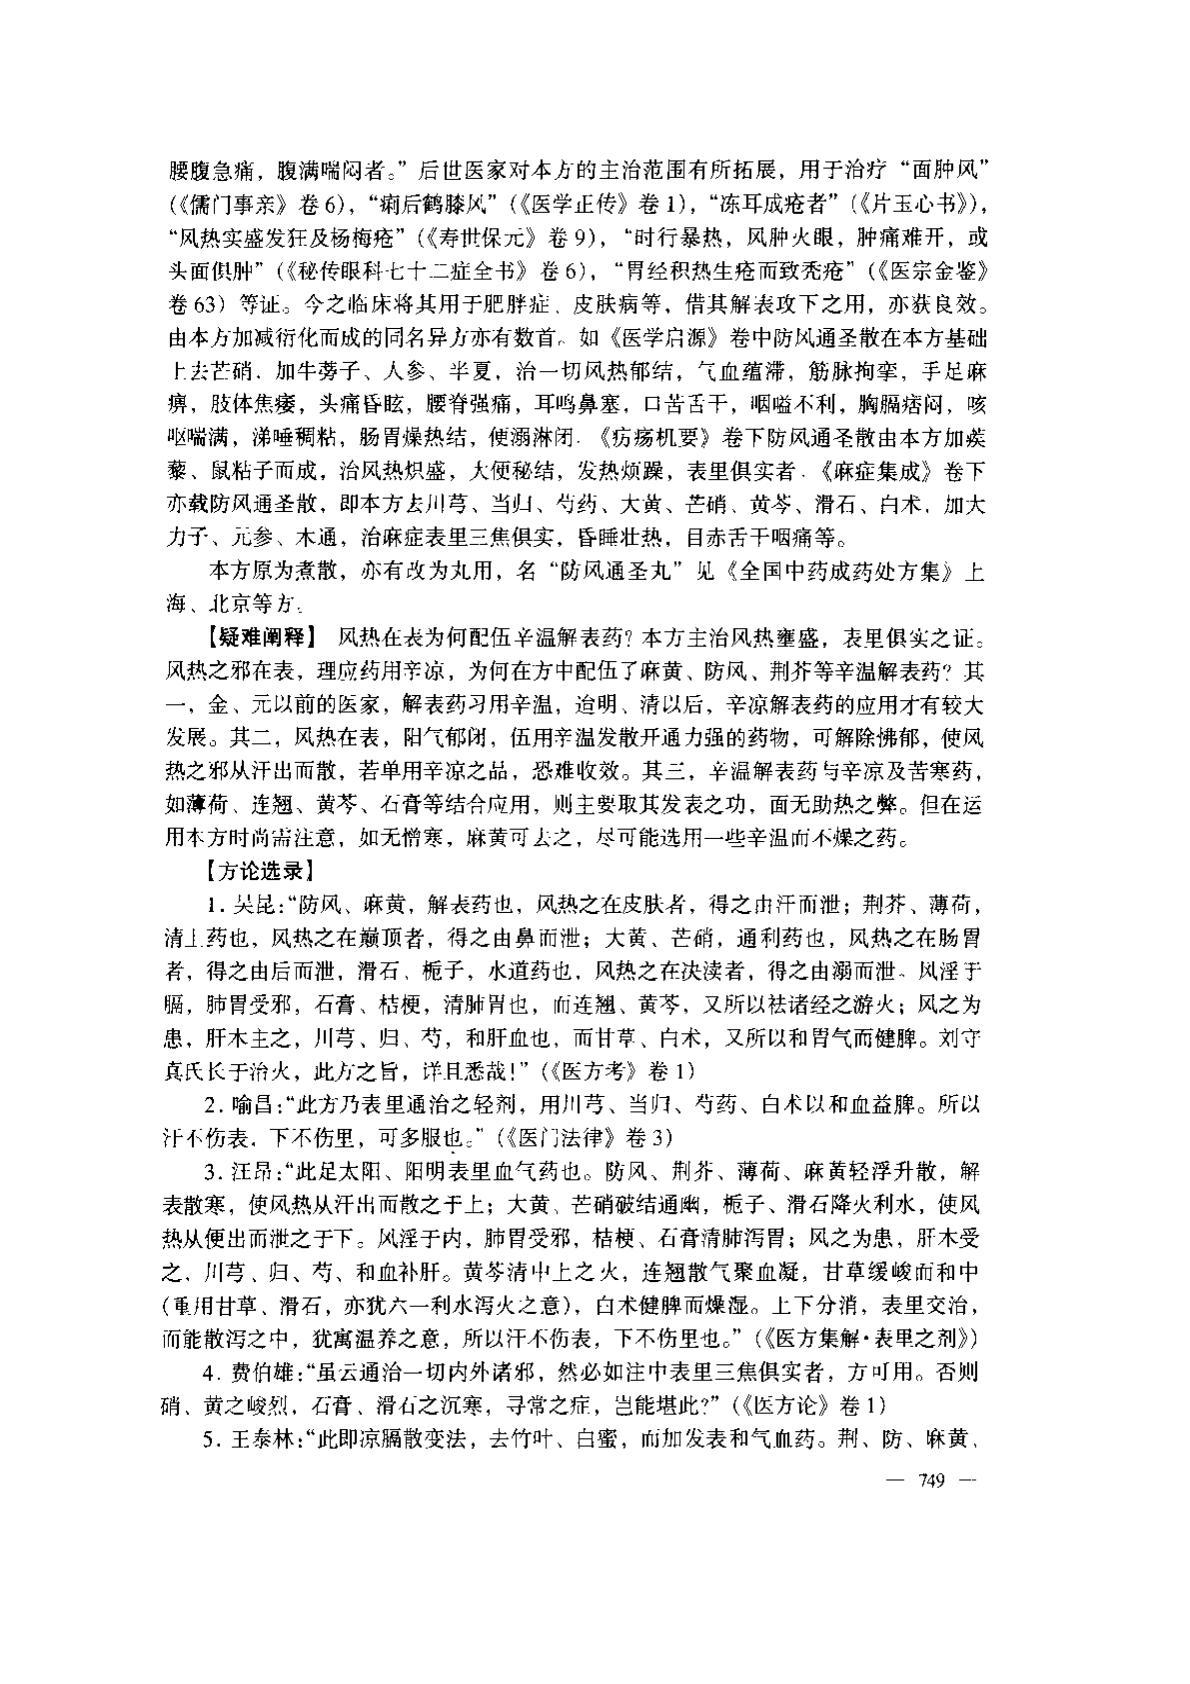 腰腹急痛，腹满喘闷者。”后世医家对本方的主治范围有所拓展，用于治疗“面肿风”
(《儒门事亲》卷6)，“痢后鹤膝风”(《医学正传》卷1)，“冻耳成疮者”(《片玉心书》)，
“风热实盛发狂及杨梅疮”(《寿世保元》卷9)，“时行暴热，风肿火眼，肿痛难开，或
头面俱肿”(《秘传眼科七十二症全书》卷6)，“胃经积热生疮而致秃疮”(《医宗金鉴》
卷63）等证。今之临床将其用于肥胖症、皮肤病等，借其解表攻下之用，亦获良效。
由本方加减衍化而成的同名异方亦有数首。如《医学启源》卷中防风通圣散在本方基础
上去芒硝，加牛蒡子、人参、半夏，治一切风热郁结，气血蕴滞，筋脉拘挛，手足麻
痹，肢体焦痿，头痛昏眩，腰脊强痛，耳鸣鼻塞，口苦舌干，咽嗌不利，胸膈痞闷，咳
呕喘满，涕唾稠粘，肠胃燥热结，便溺淋闭。《疠疡机要》卷下防风通圣散由本方加蒺
藜、鼠粘子而成，治风热炽盛，大便秘结，发热烦躁，表里俱实者。《麻症集成》卷下
亦载防风通圣散，即本方去川芎、当归、芍药、大黄、芒硝、黄芩、滑石、白术，加大
力子、元参、木通，治麻症表里三焦俱实，昏睡壮热，目赤舌干咽痛等。
本方原为煮散，亦有改为丸用，名“防风通圣丸”见《全国中药成药处方集》上
海、北京等方。
【疑难阐释】 风热在表为何配伍辛温解表药？本方主治风热壅盛，表里俱实之证。
风热之邪在表，理应药用辛凉，为何在方中配伍了麻黄、防风、荆芥等辛温解表药？其
一，金、元以前的医家，解表药习用辛温，迨明、清以后，辛凉解表药的应用才有较大
发展。其二，风热在表，阳气郁闭，伍用辛温发散开通力强的药物，可解除怫郁，使风
热之邪从汗出而散，若单用辛凉之品，恐难收效。其三，辛温解表药与辛凉及苦寒药，
如薄荷、连翘、黄芩、石膏等结合应用，则主要取其发表之功，面无助热之弊。但在运
用本方时尚需注意，如无憎寒，麻黄可去之，尽可能选用一些辛温而不燥之药。
【方论选录】
1. 吴昆：“防风、麻黄，解表药也，风热之在皮肤者，得之由汗而泄；荆芥、薄荷，
清上药也，风热之在巅顶者，得之由鼻而泄；大黄、芒硝，通利药也，风热之在肠胃
者，得之由后而泄，滑石、栀子，水道药也，风热之在决渎者，得之由溺而泄。风淫于
膈，肺胃受邪，石膏、桔梗，清肺胃也，而连翘、黄芩，又所以祛诸经之游火；风之为
患，肝木主之，川芎、归、芍，和肝血也，而甘草、白术，又所以和胃气而健脾。刘守
真氏长于治火，此方之旨，详且悉哉！”(《医方考》卷1)
2. 喻昌：“此方乃表里通治之轻剂，用川芎、当归、芍药、白术以和血益脾。所以
汗不伤表，下不伤里，可多服也。”(《医门法律》卷3)
3. 汪昂：“此足太阳、阳明表里血气药也。防风、荆芥、薄荷、麻黄轻浮升散，解
表散寒，使风热从汗出而散之于上；大黄、芒硝破结通幽，栀子、滑石降火利水，使风
热从便出而泄之于下。风淫于内，肺胃受邪，桔梗、石膏清肺泻胃；风之为患，肝木受
之，川芎、归、芍、和血补肝。黄芩清中上之火，连翘散气聚血凝，甘草缓峻而和中
(重用甘草、滑石，亦犹六一利水泻火之意)，白术健脾而燥湿。上下分消，表里交治，
而能散泻之中，犹寓温养之意，所以汗不伤表，下不伤里也。”(《医方集解·表里之剂》)
4. 费伯雄：“虽云通治一切内外诸邪，然必如注中表里三焦俱实者，方可用。否则
硝、黄之峻烈，石膏、滑石之沉寒，寻常之症，岂能堪此？”(《医方论》卷1)
5. 王泰林：“此即凉膈散变法，去竹叶、白蜜，而加发表和气血药。荆、防、麻黄、
— 749 —